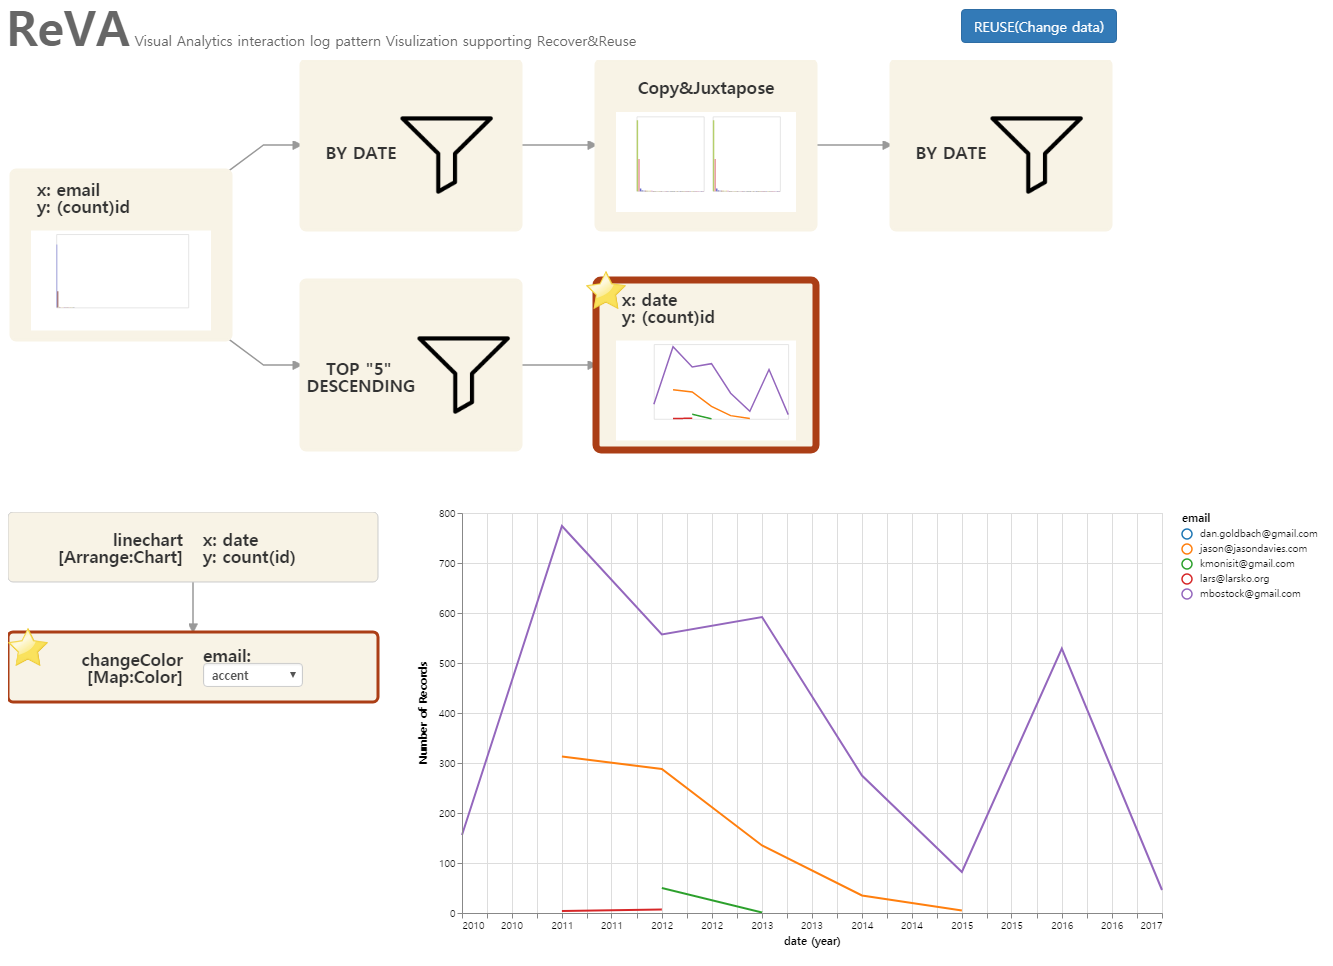 ReVA Visual Analytics interaction log pattern Visulization supporting Recover&Reuse
REUSE(Change data)
x: email
y: (count)id
BY DATE
Copy&Juxtapose
BY DATE
TOP "5"
DESCENDING
x: date
y: (count)id
linechart
[Arrange:Chart]
x: date
y: count(id)
changeColor
[Map:Color]
email:
accent
800
700
600
500
400
300
200
100
0
Number of Records
2010 2010 2011 2011 2012 2012 2013 2013 2014 2014 2015 2015 2016 2016 2017
date (year)
email
dan.goldbach@gmail.com
jason@jasondavies.com
kmonisit@gmail.com
lars@larsko.org
mbostock@gmail.com